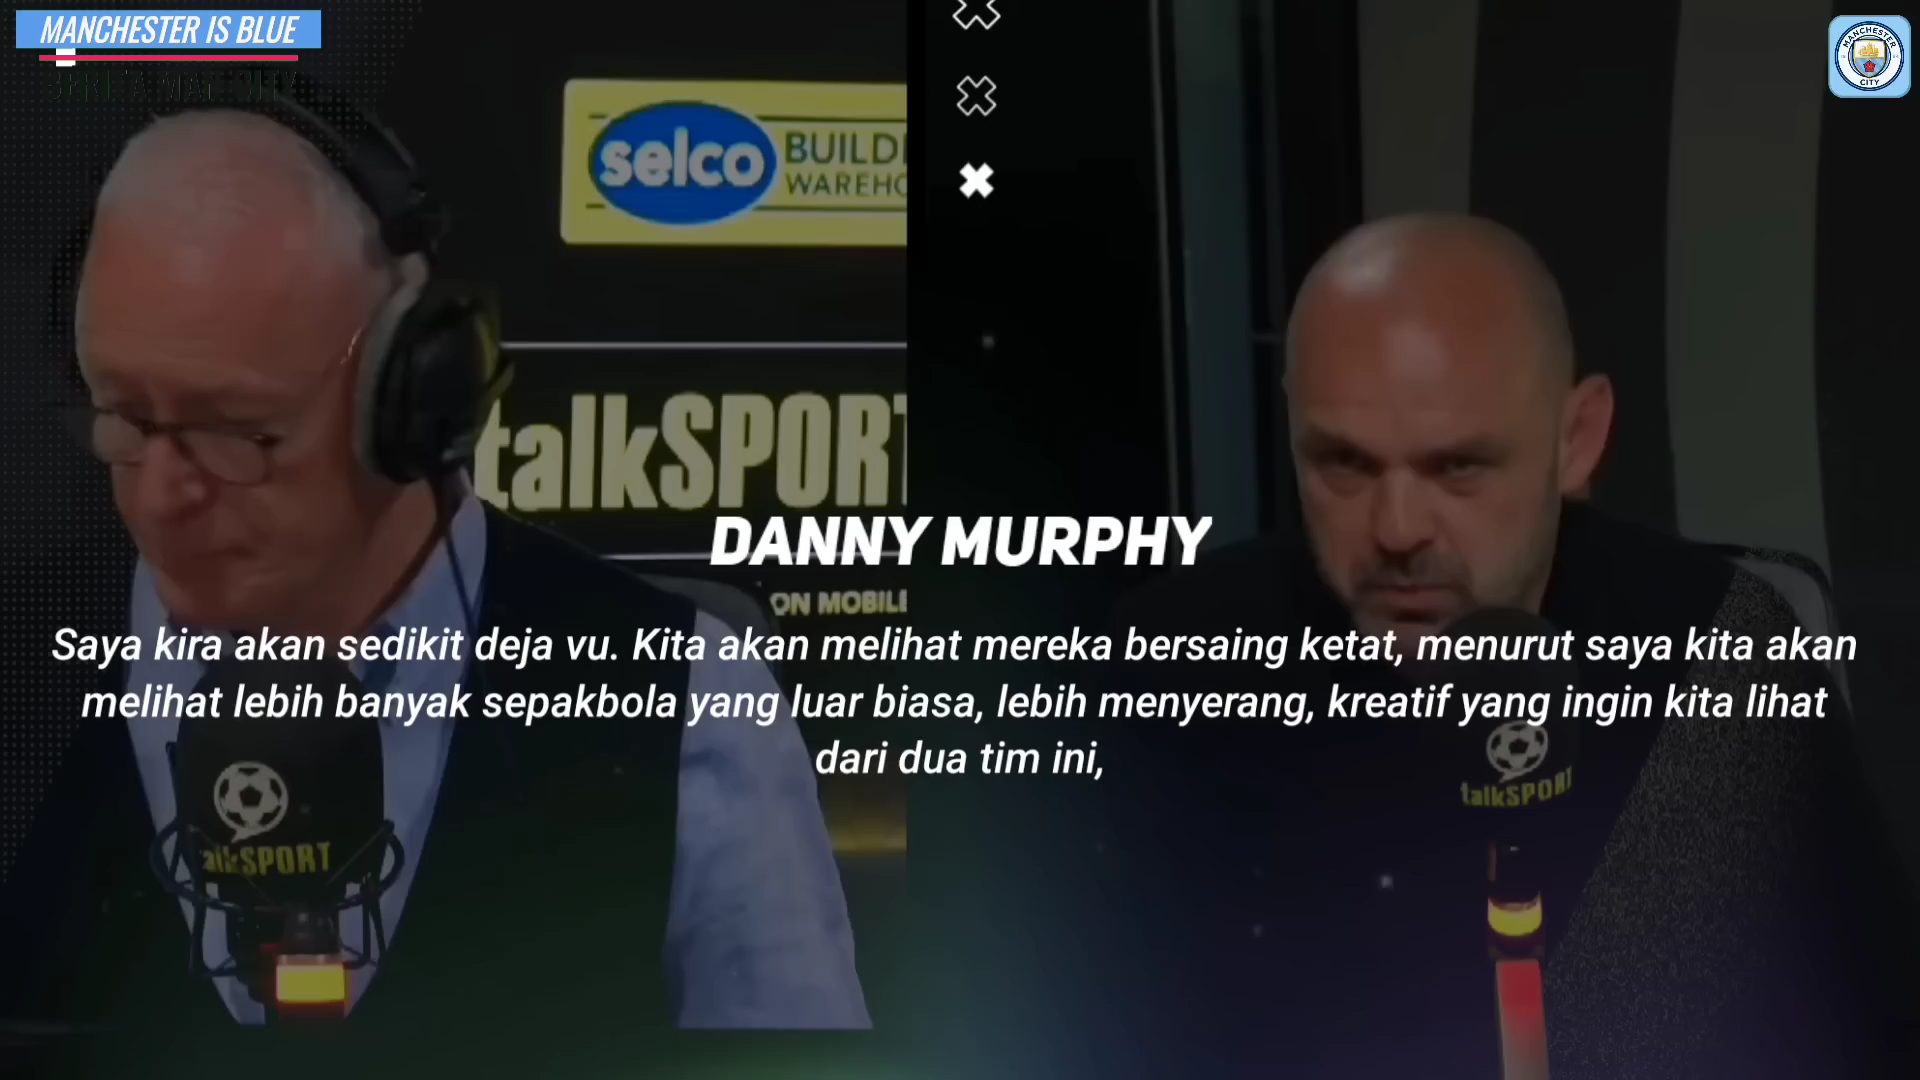 MANCHESTER IS BLUE
MANCHESTER
CITY
selco
BUILD
WAREHO
talkSPORT
DANNY MURPHY
ON MOBILE
Saya kira akan sedikit deja vu. Kita akan melihat mereka bersaing ketat, menurut saya kita akan
melihat lebih banyak sepakbola yang luar biasa, lebih menyerang, kreatif yang ingin kita lihat
dari dua tim ini,
talkSPORT
talkSPORT